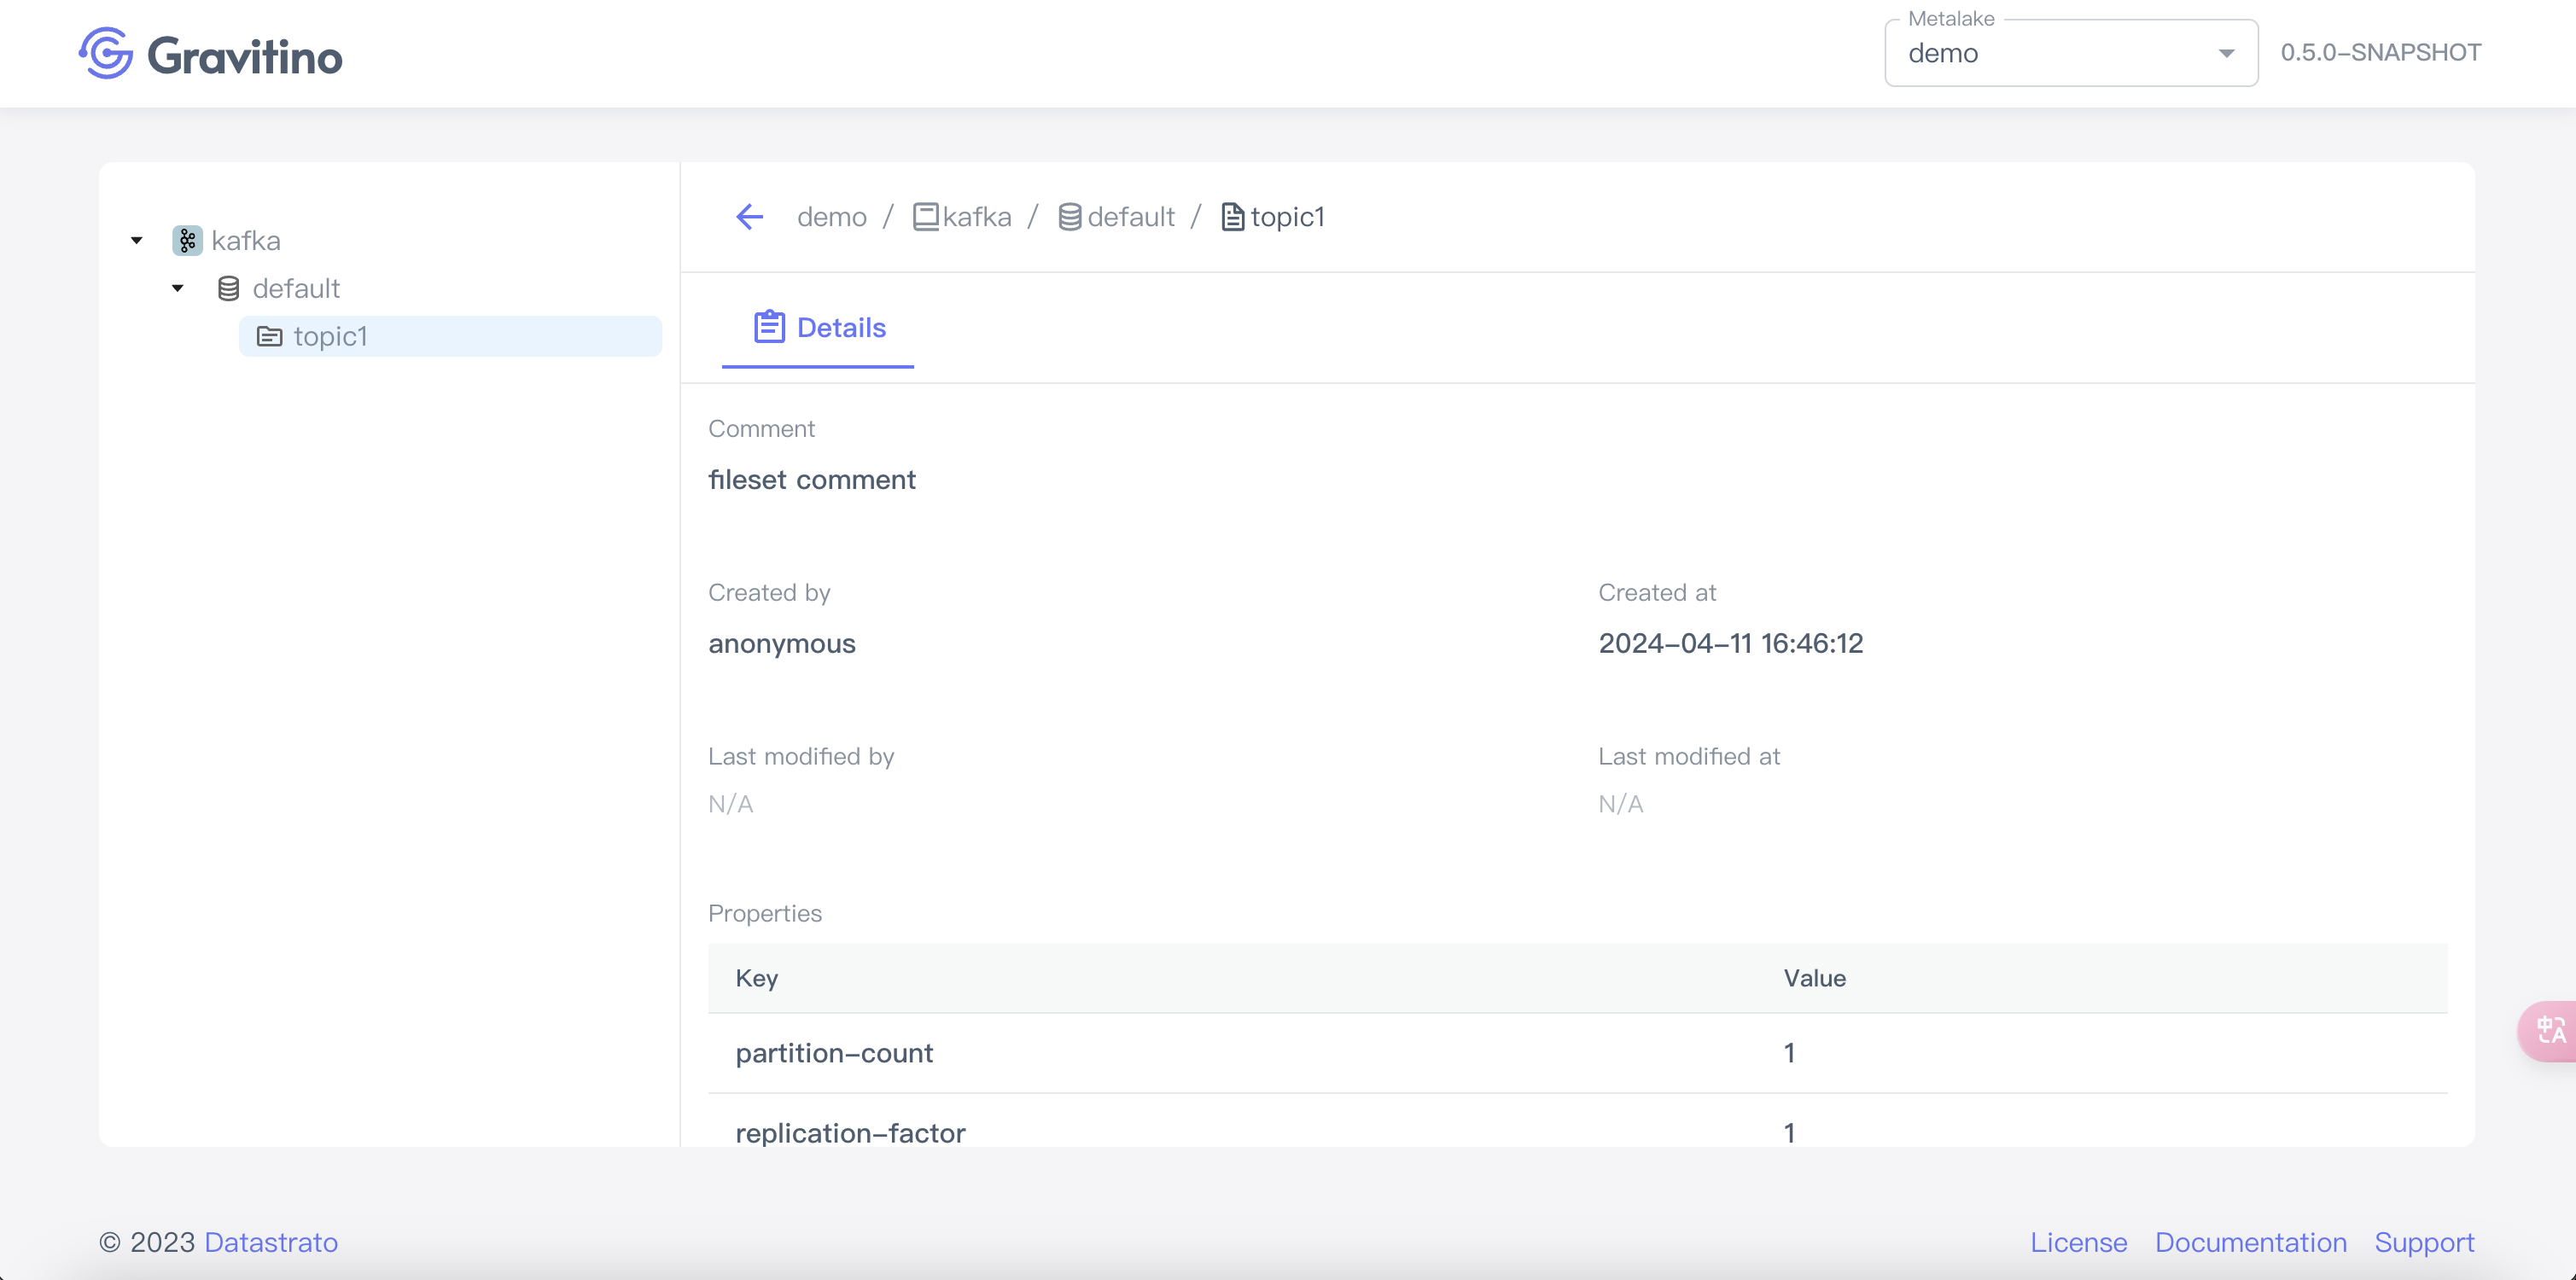 Gravitino
Metalake
demo
0.5.0-SNAPSHOT
kafka
default
topic1
demo / kafka / default / topic1
Details
Comment
fileset comment
Created by
Created at
anonymous
2024-04-11 16:46:12
Last modified by
Last modified at
N/A
N/A
Properties
Key Value
partition-count 1
replication-factor 1
中A
© 2023 Datastrato
License Documentation Support